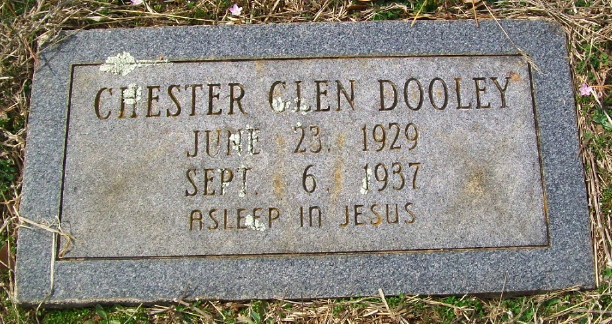 CHESTER GLEN DOOLEY
JUNE 23. 1929
SEPT. 6. 1937
ASLEEP IN JESUS